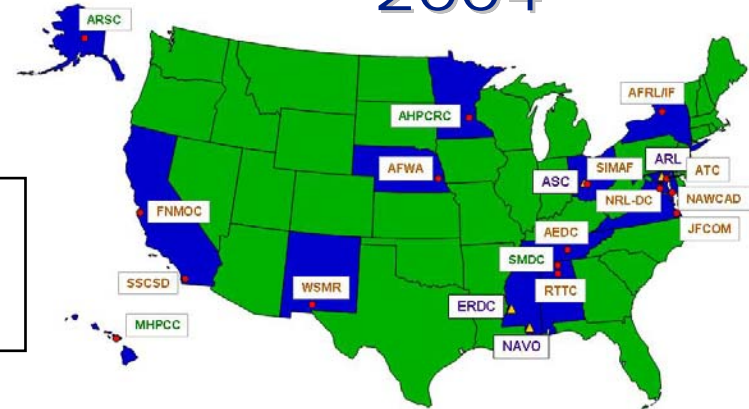 2004
ARSC
AFRL/IF
AHPCRC
AFWA
ASC
SIMAF
ARL
ATC
NRL-DC
NAWCAD
JFCOM
FNMOC
AEDC
SMDC
SSCSD
WSMR
RTTC
ERDC
MHPCC
NAVO